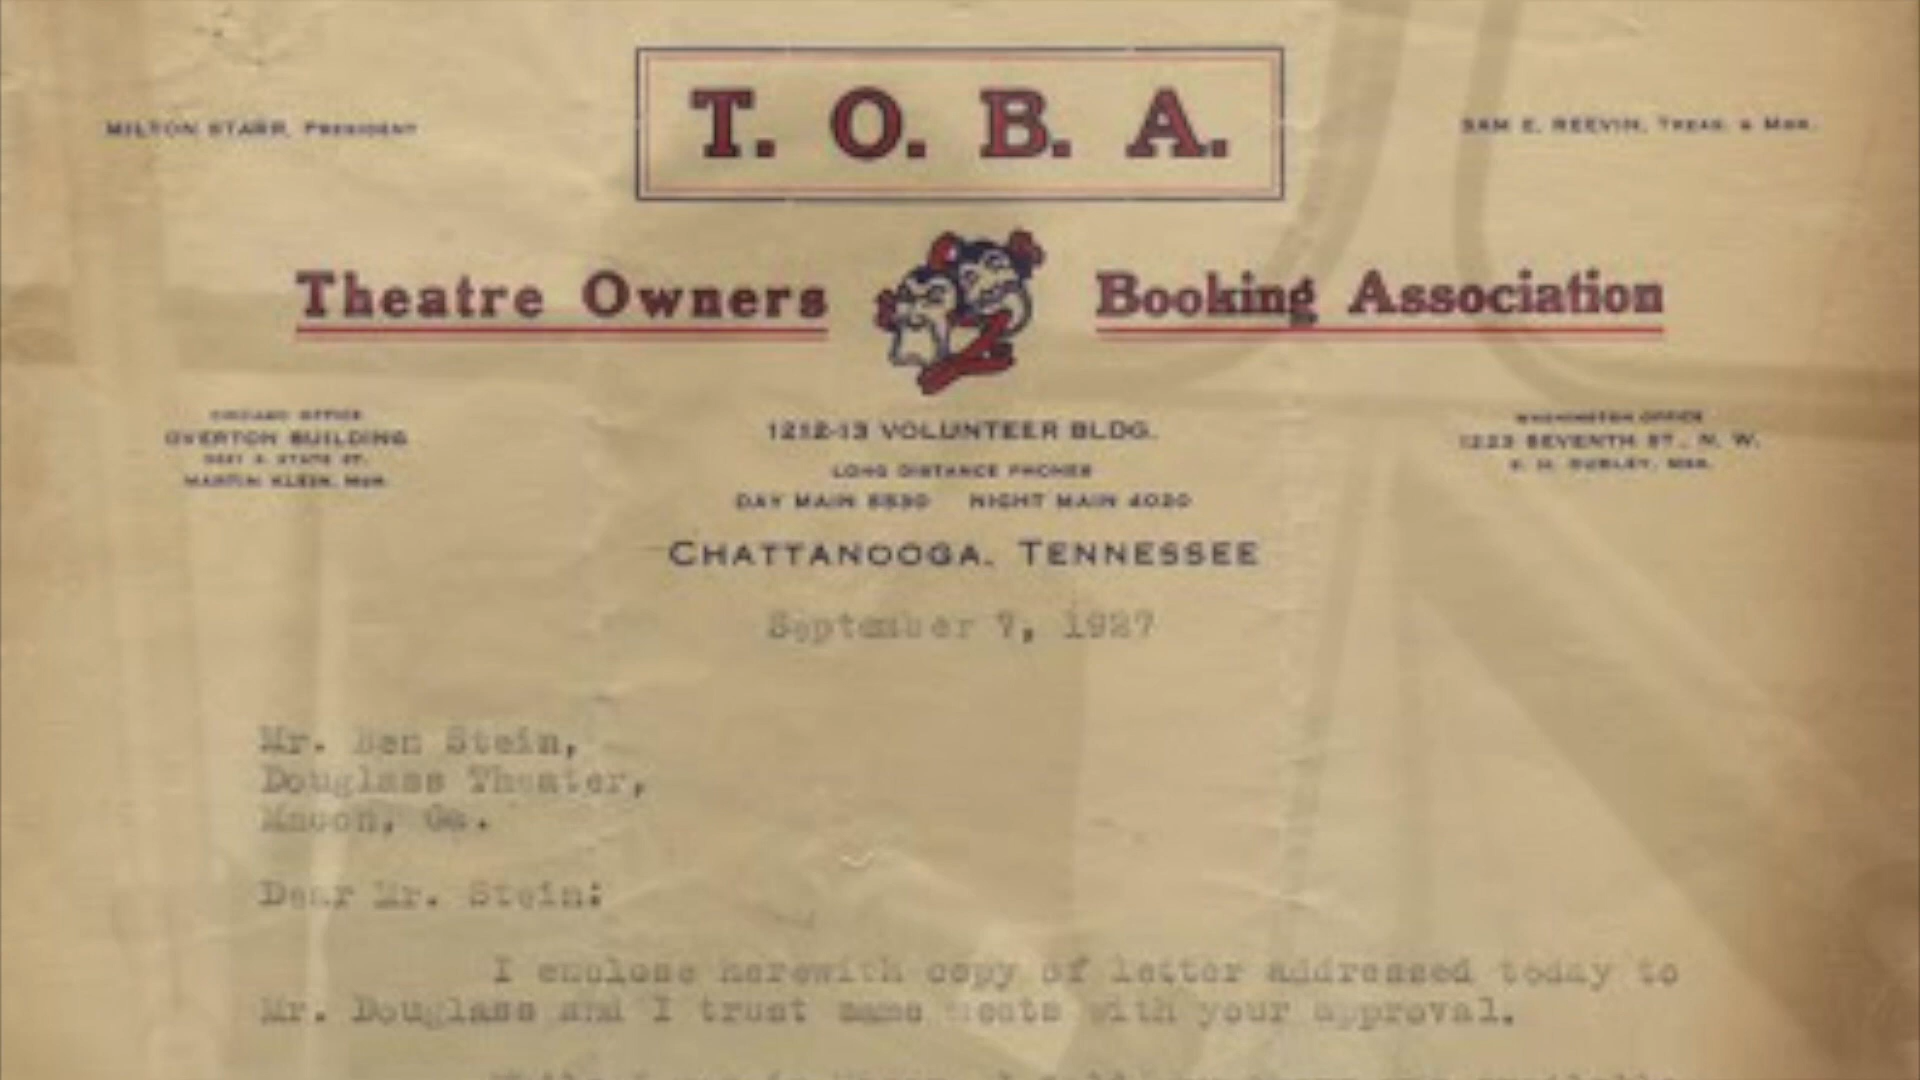 T. O. B. A.
MILTON STARR, PRESIDENT
SAM E. REEVIN, TREAS. & MGR.
Theatre Owners Booking Association
CHICAGO OFFICE
OVERTON BUILDING
STATE ST.
MARTIN KLEIN, MGR.
1212-13 VOLUNTEER BLDG.
LONG DISTANCE PHONES
DAY MAIN NIGHT MAIN 4020
CHATTANOOGA, TENNESSEE
WASHINGTON OFFICE
1223 SEVENTH ST., N. W.
MGR.
September 7, 1927
Mr. Ben Stein,
Douglass Theater,
Macon, Ga.
Dear Mr. Stein:
I enclose herewith copy of letter addressed today to
Mr. Douglass and I trust same meets with your approval.